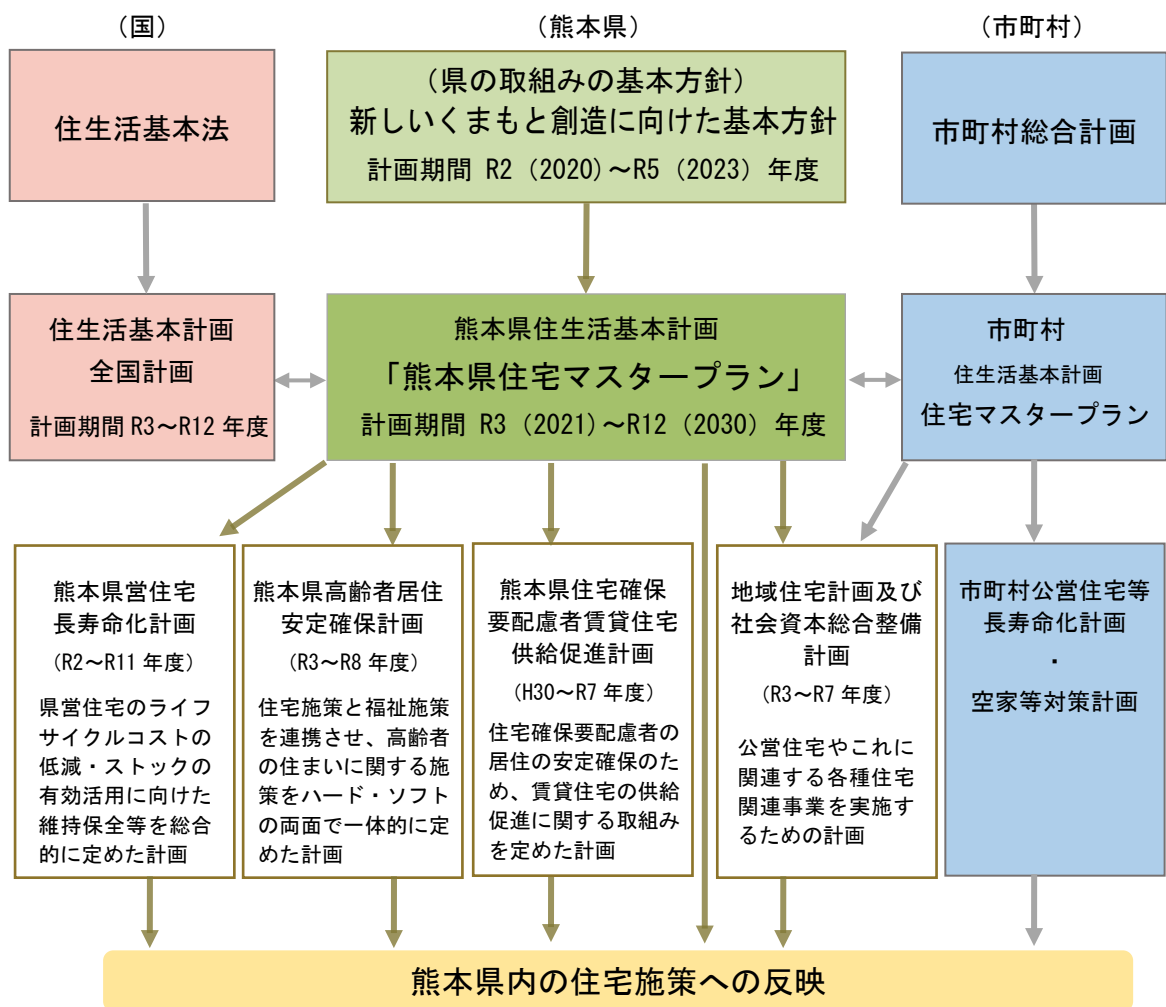 （国）
（熊本県）
（市町村）
住生活基本法
（県の取組みの基本方針）
新しいくまもと創造に向けた基本方針
計画期間 R2（2020）～R5（2023）年度
市町村総合計画
住生活基本計画
全国計画
計画期間 R3～R12 年度
熊本県住生活基本計画
「熊本県住宅マスタープラン」
計画期間 R3（2021）～R12（2030）年度
市町村
住生活基本計画
住宅マスタープラン
熊本県営住宅
長寿命化計画
（R2～R11 年度）
県営住宅のライフ
サイクルコストの
低減・ストックの
有効活用に向けた
維持保全等を総合
的に定めた計画
熊本県高齢者居住
安定確保計画
（R3～R8 年度）
住宅施策と福祉施策
を連携させ、高齢者
の住まいに関する施
策をハード・ソフト
の両面で一体的に定
めた計画
熊本県住宅確保
要配慮者賃貸住宅
供給促進計画
（H30～R7 年度）
住宅確保要配慮者の
居住の安定確保のた
め、賃貸住宅の供給
促進に関する取組み
を定めた計画
地域住宅計画及び
社会資本総合整備
計画
（R3～R7 年度）
公営住宅やこれに
関連する各種住宅
関連事業を実施す
るための計画
市町村公営住宅等
長寿命化計画
・
空家等対策計画
熊本県内の住宅施策への反映